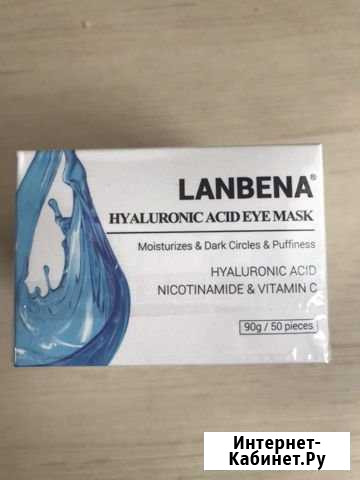 LANBENA®
HYALURONIC ACID EYE MASK
Moisturizes & Dark Circles & Puffiness
HYALURONIC ACID
NICOTINAMIDE & VITAMIN C
90g / 50 pieces
Интернет-
Кабинет.Ру